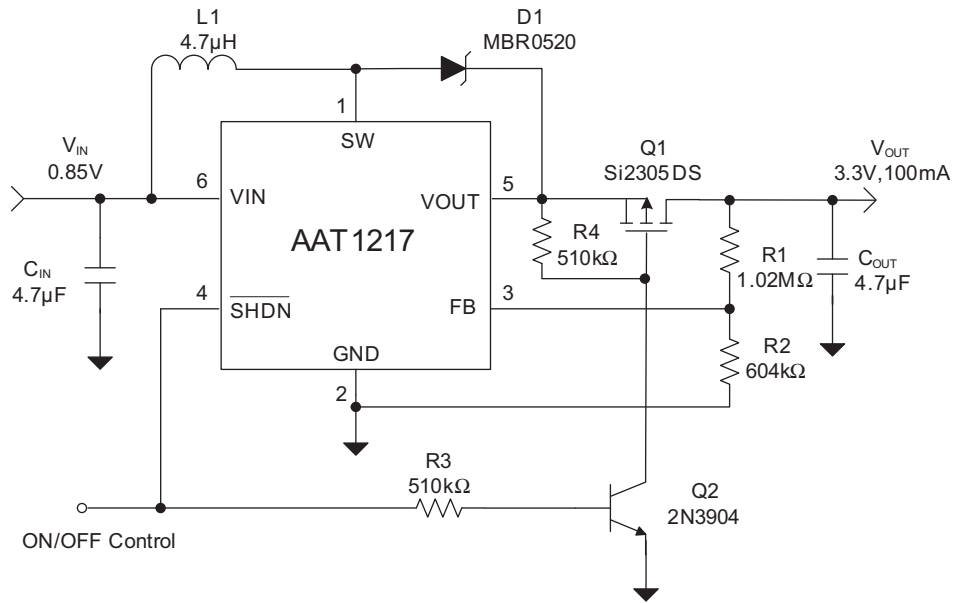 L1
4.7µH
D1
MBR0520
1
SW
VIN
0.85V
6
VIN
5
VOUT
Q1
Si2305DS
VOUT
3.3V,100mA
AAT1217
R4
510kΩ
R1
1.02MΩ
CIN
4.7µF
COUT
4.7µF
4
SHDN
3
FB
GND
2
R2
604kΩ
R3
510kΩ
Q2
2N3904
ON/OFF Control